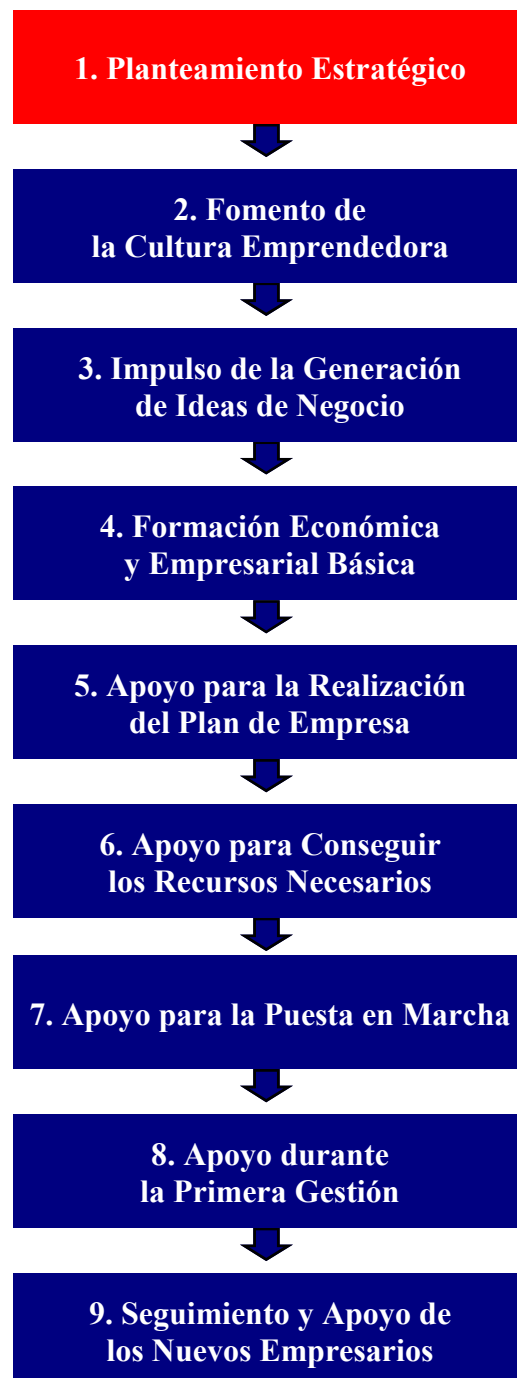 1. Planteamiento Estratégico
2. Fomento de
la Cultura Emprendedora
3. Impulso de la Generación
de Ideas de Negocio
4. Formación Económica
y Empresarial Básica
5. Apoyo para la Realización
del Plan de Empresa
6. Apoyo para Conseguir
los Recursos Necesarios
7. Apoyo para la Puesta en Marcha
8. Apoyo durante
la Primera Gestión
9. Seguimiento y Apoyo de
los Nuevos Empresarios